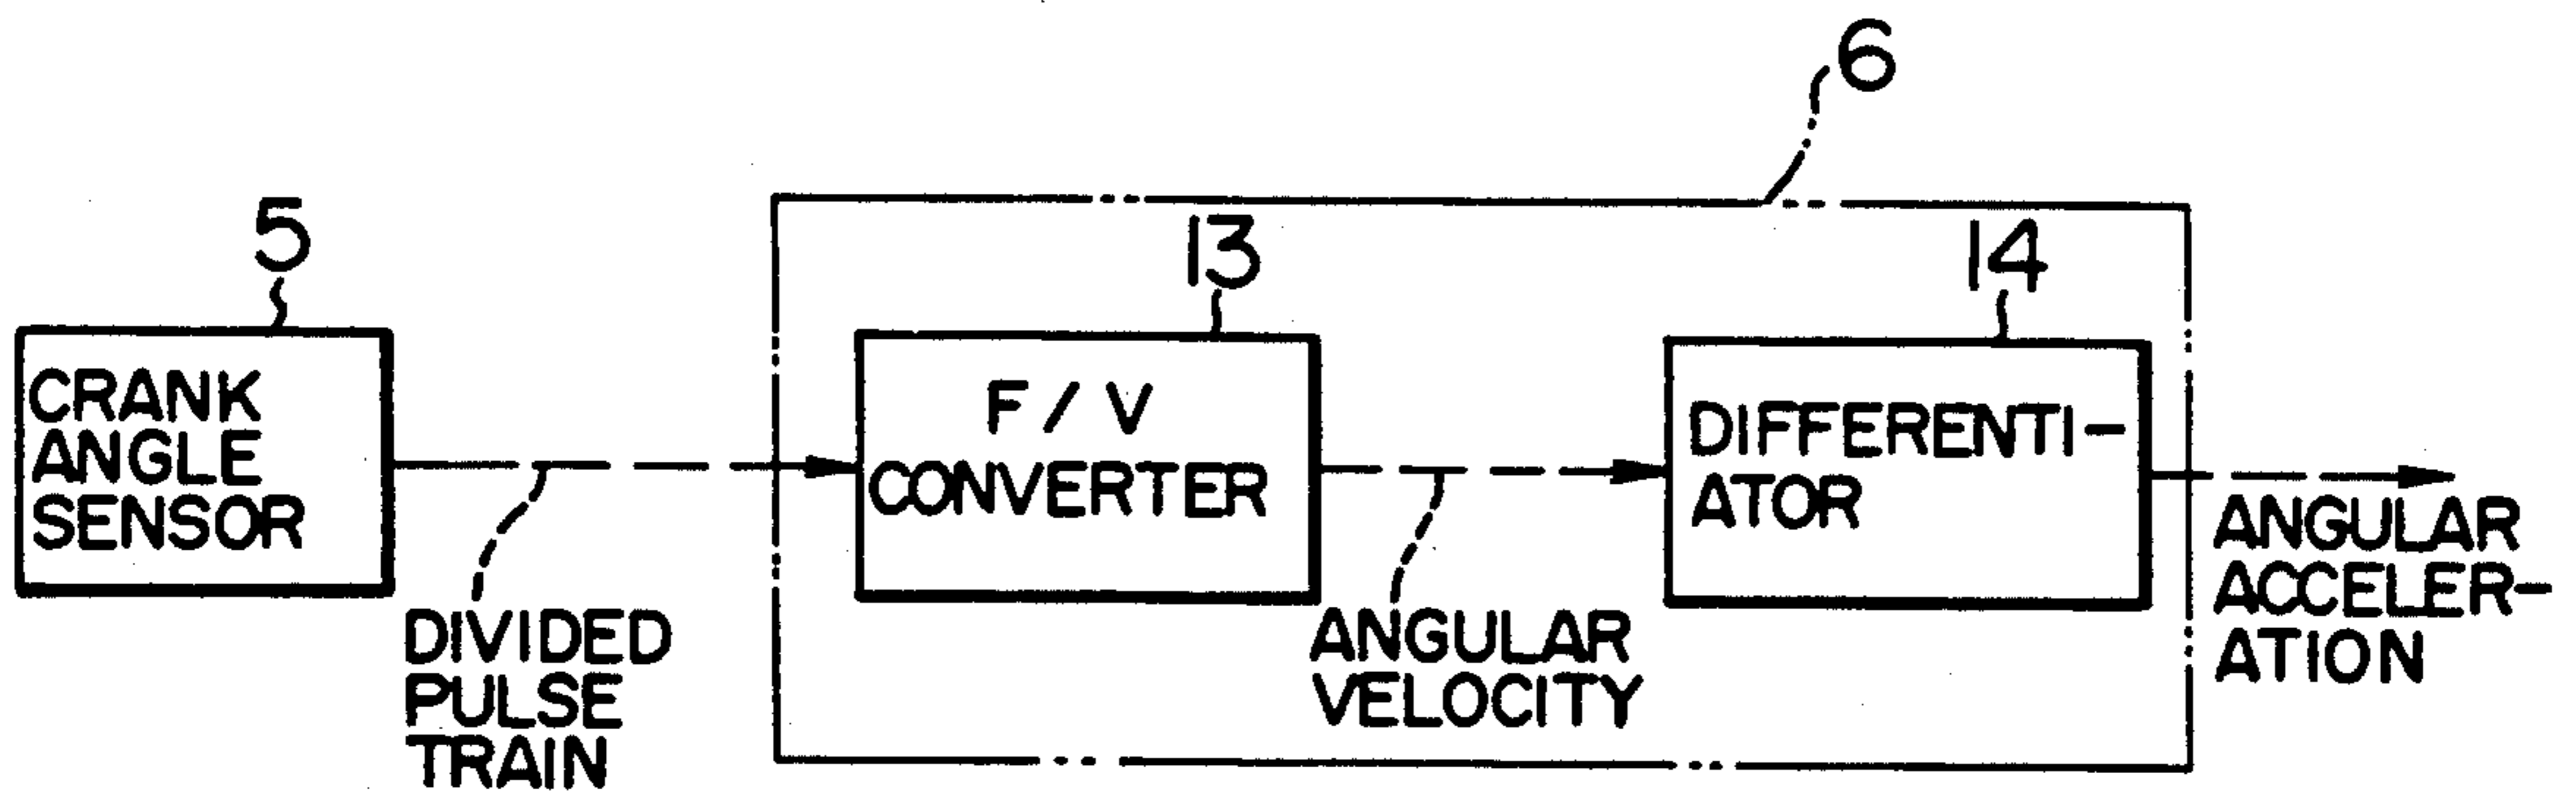 6
5
13
14
CRANK
ANGLE
SENSOR
F / V
CONVERTER
DIFFERENTI-
ATOR
DIVIDED
PULSE
TRAIN
ANGULAR
VELOCITY
ANGULAR
ACCELER-
ATION